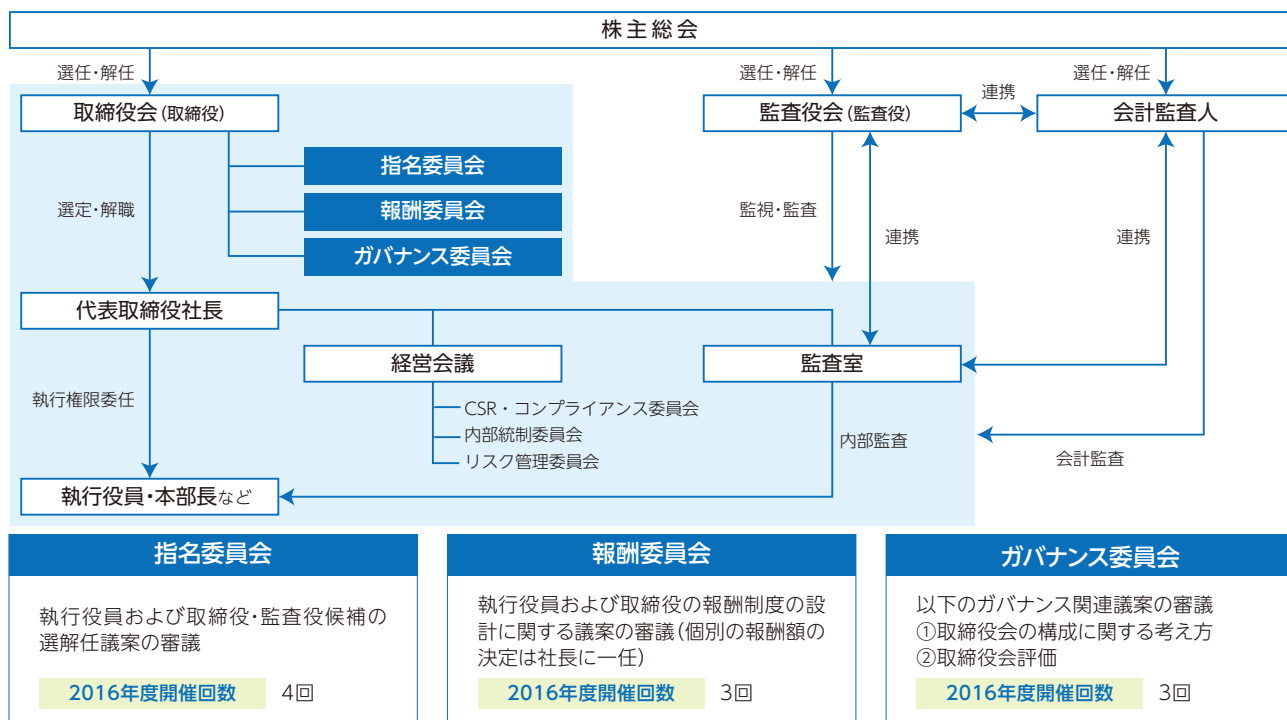 株主総会
選任・解任
選任・解任
選任・解任
取締役会(取締役)
監査役会(監査役)
連携
会計監査人
指名委員会
報酬委員会
ガバナンス委員会
選定・解職
監視・監査
連携
連携
代表取締役社長
経営会議
監査室
執行権限委任
CSR・コンプライアンス委員会
内部統制委員会
リスク管理委員会
内部監査
会計監査
執行役員・本部長など
指名委員会
執行役員および取締役・監査役候補の
選解任議案の審議
2016年度開催回数 4回
報酬委員会
執行役員および取締役の報酬制度の設
計に関する議案の審議(個別の報酬額の
決定は社長に一任)
2016年度開催回数 3回
ガバナンス委員会
以下のガバナンス関連議案の審議
①取締役会の構成に関する考え方
②取締役会評価
2016年度開催回数 3回